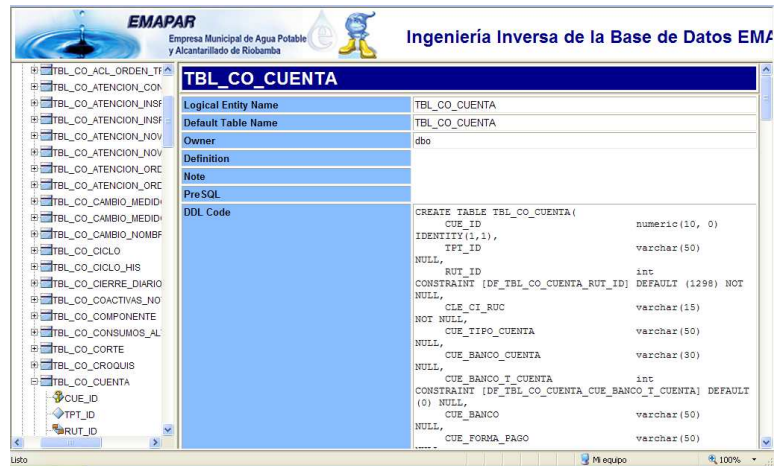 EMAPAR
Empresa Municipal de Agua Potable
y Alcantarillado de Riobamba
Ingeniería Inversa de la Base de Datos EMA
TBL_CO_ACL_ORDEN_TR
TBL_CO_ATENCION_CON
TBL_CO_ATENCION_INSF
TBL_CO_ATENCION_INSF
TBL_CO_ATENCION_NOV
TBL_CO_ATENCION_NOV
TBL_CO_ATENCION_ORD
TBL_CO_ATENCION_ORD
TBL_CO_CAMBIO_MEDID
TBL_CO_CAMBIO_MEDID
TBL_CO_CAMBIO_NOMBF
TBL_CO_CICLO
TBL_CO_CICLO_HIS
TBL_CO_CIERRE_DIARIO
TBL_CO_COACTIVAS_NO
TBL_CO_COMPONENTE
TBL_CO_CONSUMOS_AL
TBL_CO_CORTE
TBL_CO_CROQUIS
TBL_CO_CUENTA
CUE_ID
TPT_ID
RUT_ID
TBL_CO_CUENTA
Logical Entity Name TBL_CO_CUENTA
Default Table Name TBL_CO_CUENTA
Owner dbo
Definition
Note
PreSQL
DDL Code CREATE TABLE TBL_CO_CUENTA(
CUE_ID numeric(10, 0)
IDENTITY(1,1),
TPT_ID varchar(50)
NULL,
RUT_ID int
CONSTRAINT [DF_TBL_CO_CUENTA_RUT_ID] DEFAULT (1298) NOT
NULL,
CLE_CI_RUC varchar(15)
NOT NULL,
CUE_TIPO_CUENTA varchar(50)
NULL,
CUE_BANCO_CUENTA varchar(30)
NULL,
CUE_BANCO_T_CUENTA int
CONSTRAINT [DF_TBL_CO_CUENTA_CUE_BANCO_T_CUENTA] DEFAULT
(0) NULL,
CUE_BANCO varchar(50)
NULL,
CUE_FORMA_PAGO varchar(50)
Listo
Mi equipo
100%